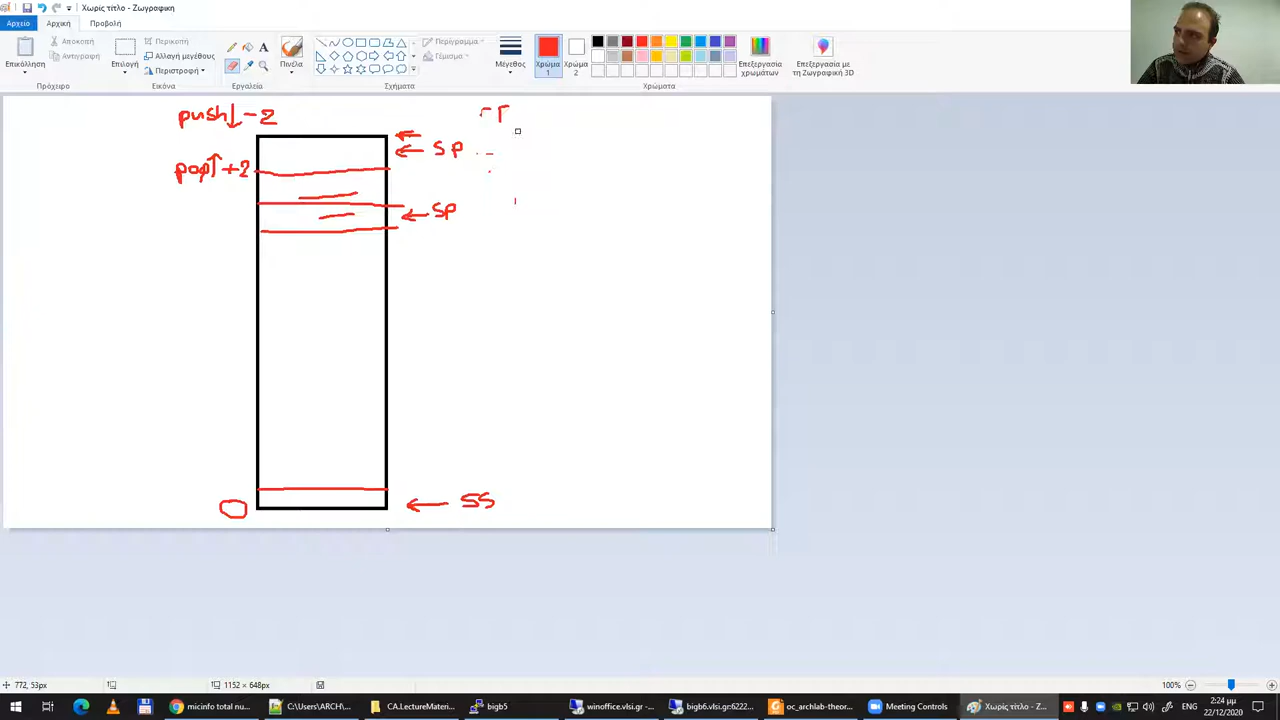 Χωρίς τίτλο - Ζωγραφική
Αρχείο Αρχική Προβολή
Επικόλληση
Αποκοπή
Αντιγραφή
Πρόχειρο
Επιλογή
Περικοπή
Αλλαγή μεγέθους
Περιστροφή
Εικόνα
A
Εργαλεία
Πινέλα
Περίγραμμα
Γέμισμα
Σχήματα
Μέγεθος
Χρώμα 1
Χρώμα 2
Χρώματα
Επεξεργασία χρωμάτων
Επεξεργασία με τη Ζωγραφική 3D
push↓ -2
pop↑ +2
← SP
← SP
0
← SS
772, 53px
1152 × 648px
100%
micinfo total nu...
C:\USERS\ARCH\...
CA.LectureMateri...
bigb5
winoffice.vlsi.gr -...
bigb6.vlsi.gr:6222...
oc_archlab-theor...
Meeting Controls
Χωρίς τίτλο - Ζ...
ENG
2:24 μμ
22/12/2020